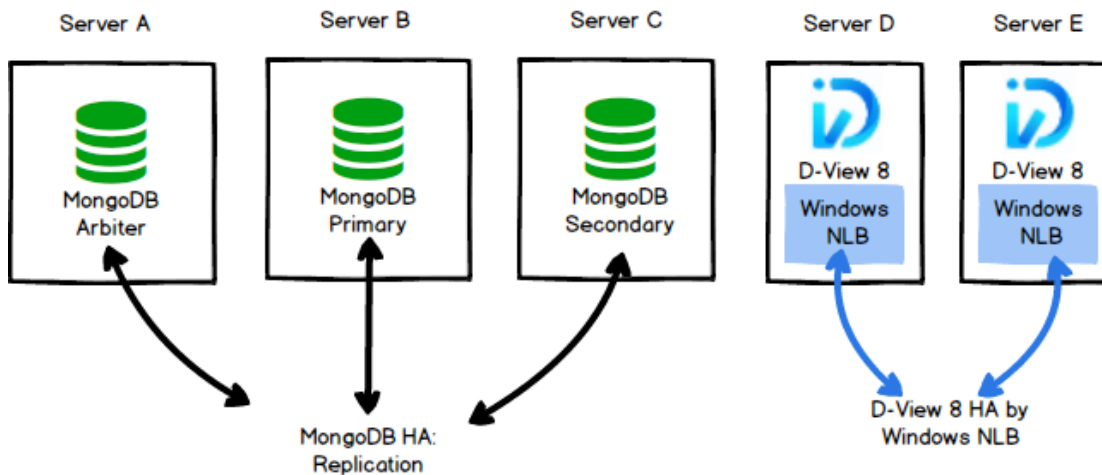 Server A
Server B
Server C
Server D
Server E
MongoDB
Arbiter
MongoDB
Primary
MongoDB
Secondary
D-View 8
Windows
NLB
D-View 8
Windows
NLB
MongoDB HA:
Replication
D-View 8 HA by
Windows NLB